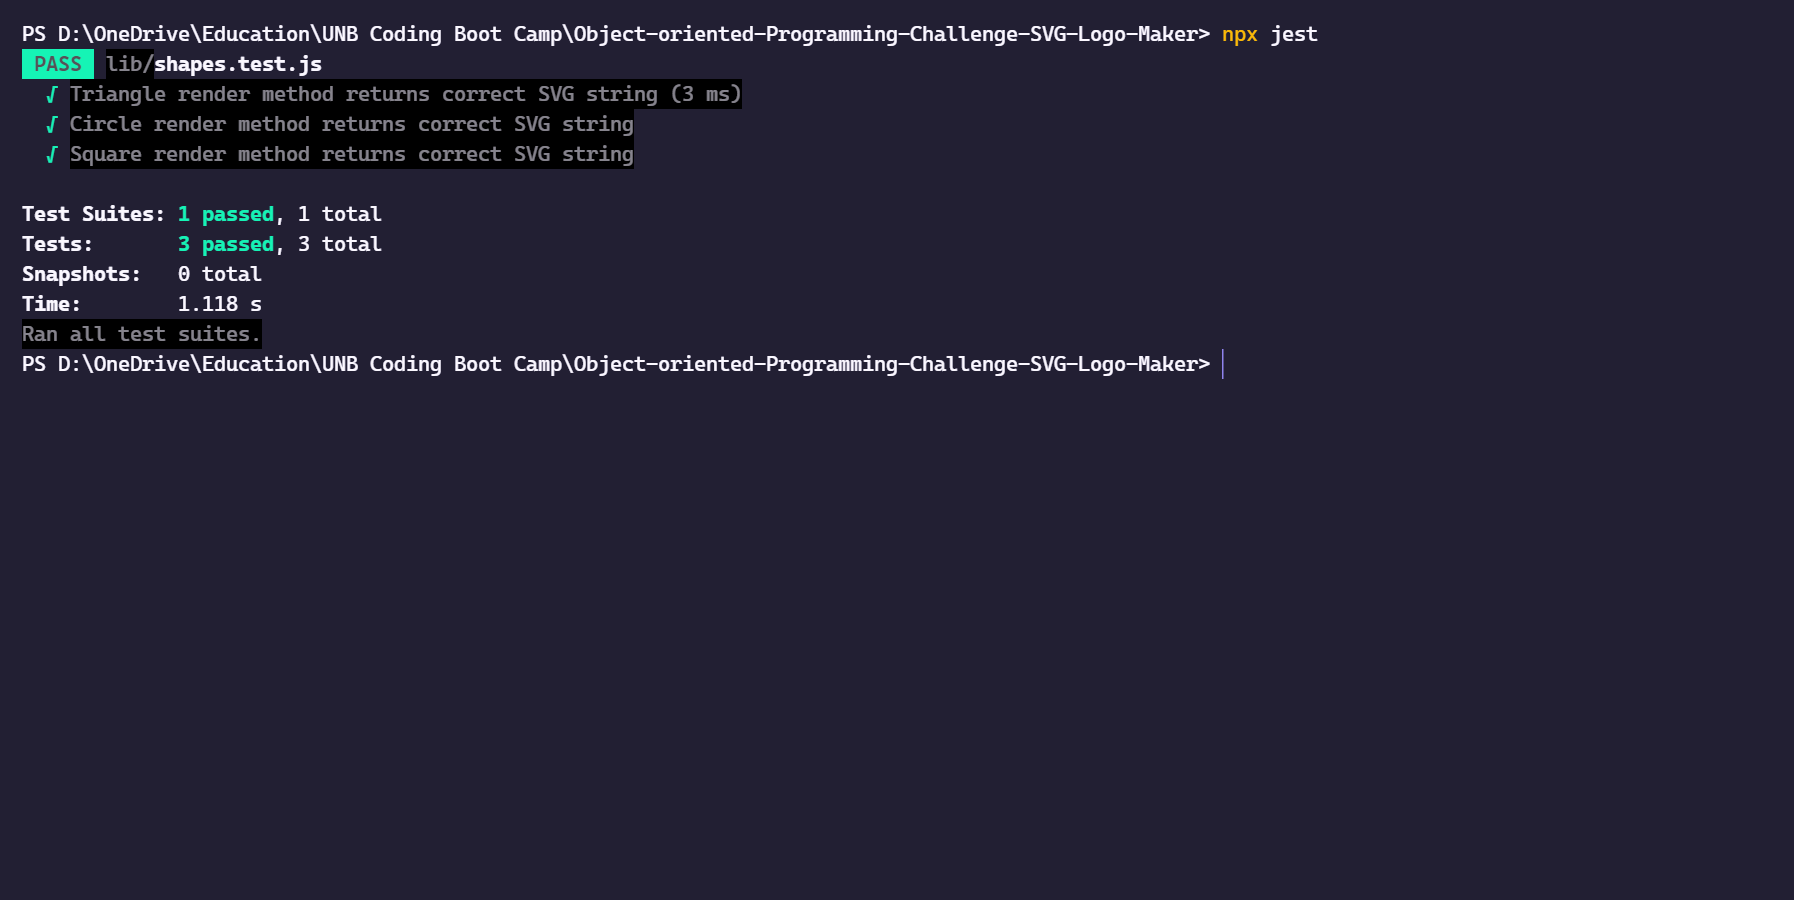 PS D:\OneDrive\Education\UNB Coding Boot Camp\Object-oriented-Programming-Challenge-SVG-Logo-Maker> npx jest
PASS lib/shapes.test.js
√ Triangle render method returns correct SVG string (3 ms)
√ Circle render method returns correct SVG string
√ Square render method returns correct SVG string
Test Suites: 1 passed, 1 total
Tests: 3 passed, 3 total
Snapshots: 0 total
Time: 1.118 s
Ran all test suites.
PS D:\OneDrive\Education\UNB Coding Boot Camp\Object-oriented-Programming-Challenge-SVG-Logo-Maker>